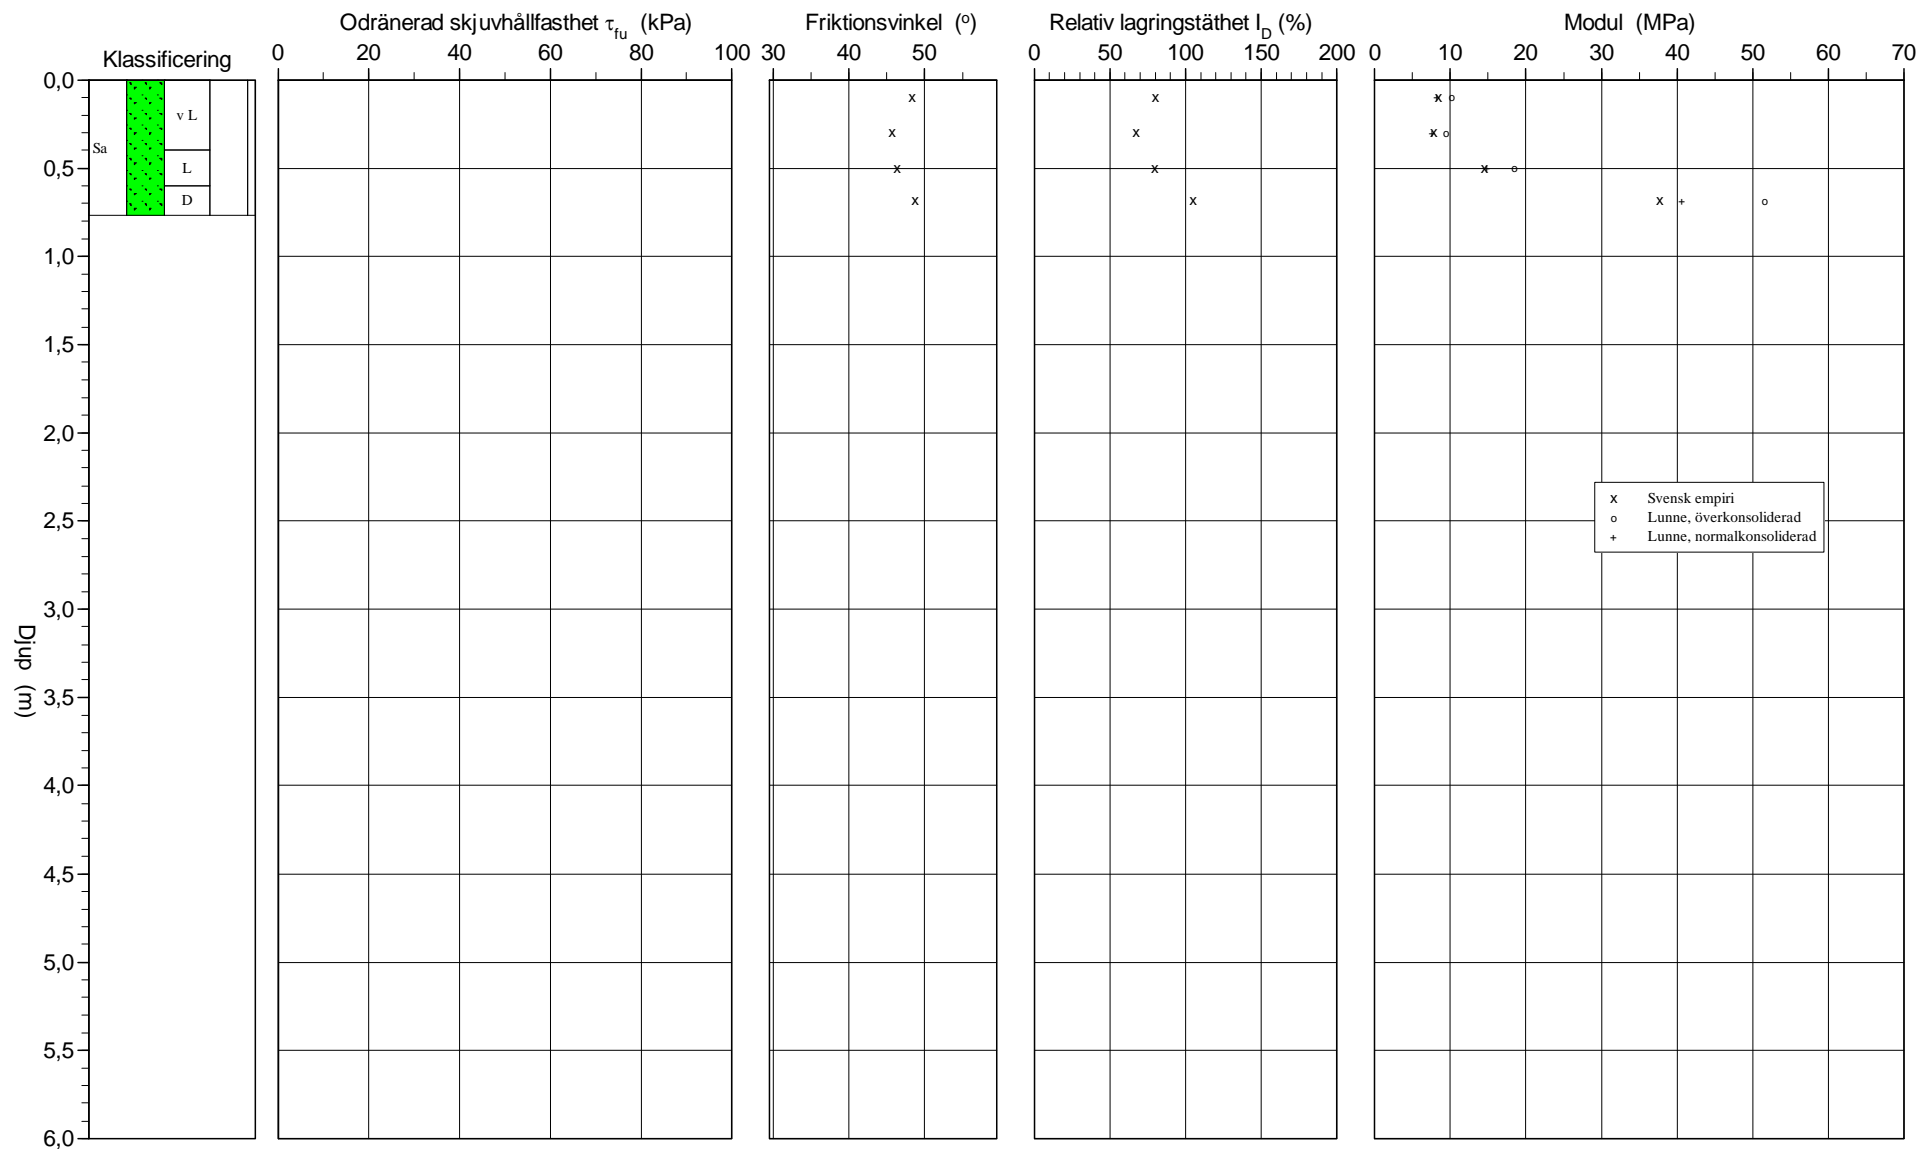 Klassificering
Odränerad skjuvhållfasthet τfu (kPa)
Friktionsvinkel (º)
Relativ lagringstäthet ID (%)
Modul (MPa)
0 20 40 60 80 100
30 40 50
0 50 100 150 200
0 10 20 30 40 50 60 70
Sa
v L
L
D
0,0
0,5
1,0
1,5
2,0
2,5
3,0
3,5
4,0
4,5
5,0
5,5
6,0
Djup (m)
x Svensk empiri
o Lunne, överkonsoliderad
+ Lunne, normalkonsoliderad